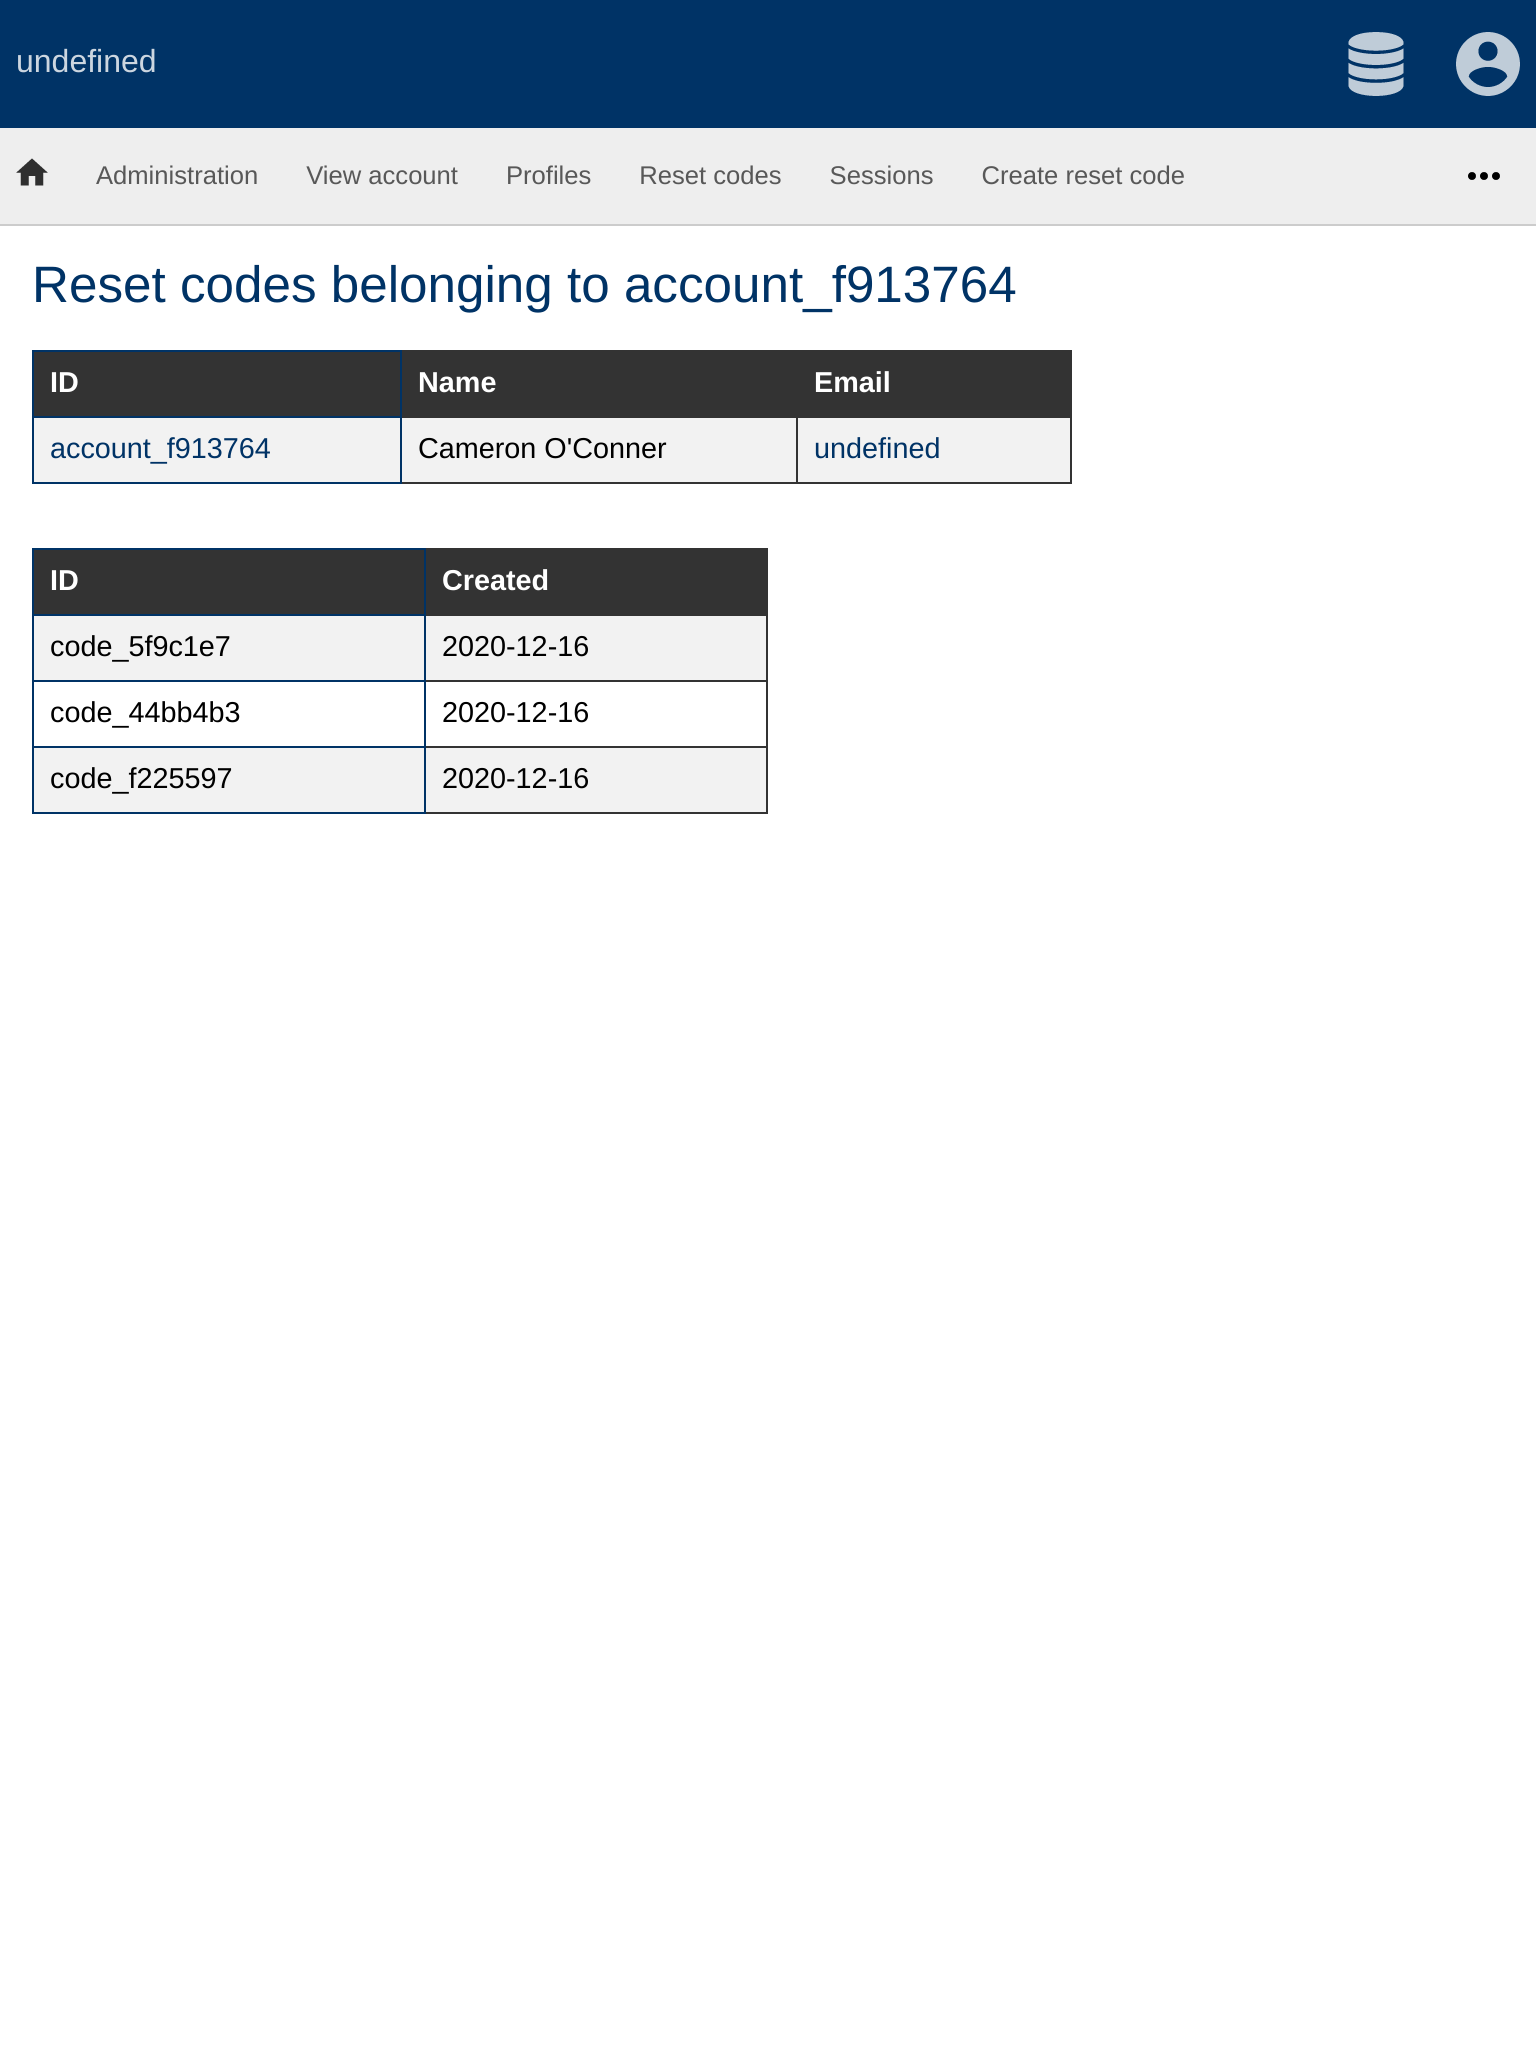 undefined
Administration View account Profiles Reset codes Sessions Create reset code
Reset codes belonging to account_f913764
ID Name Email
account_f913764 Cameron O'Conner undefined
ID Created
code_5f9c1e7 2020-12-16
code_44bb4b3 2020-12-16
code_f225597 2020-12-16